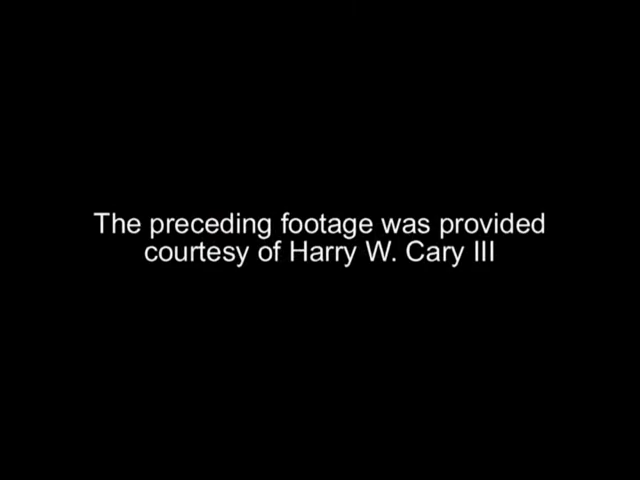 The preceding footage was provided
courtesy of Harry W. Cary III